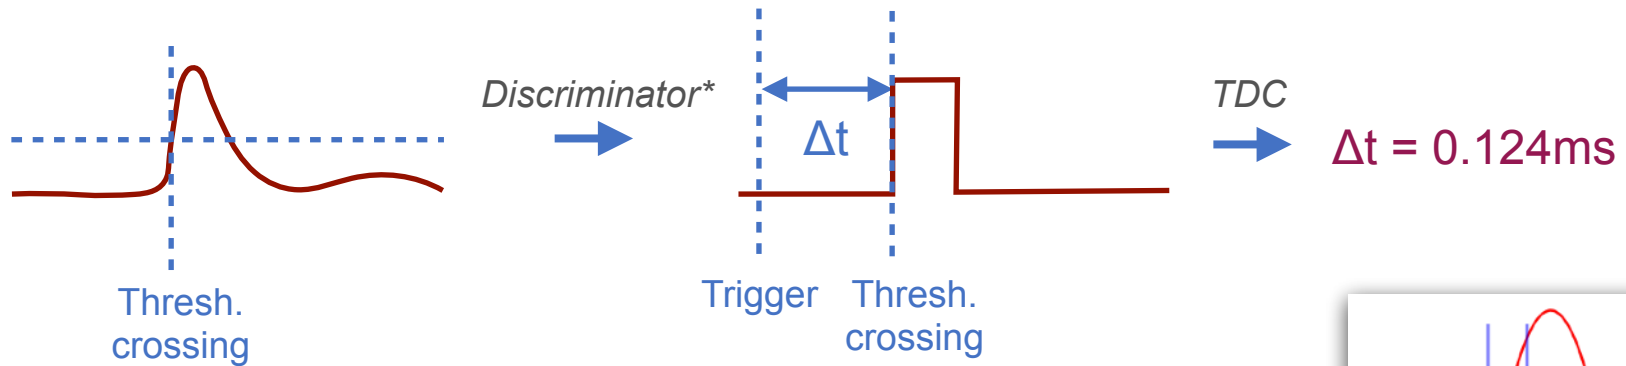 Discriminator*
TDC
Δt
Δt = 0.124ms
Thresh.
crossing
Trigger
Thresh.
crossing